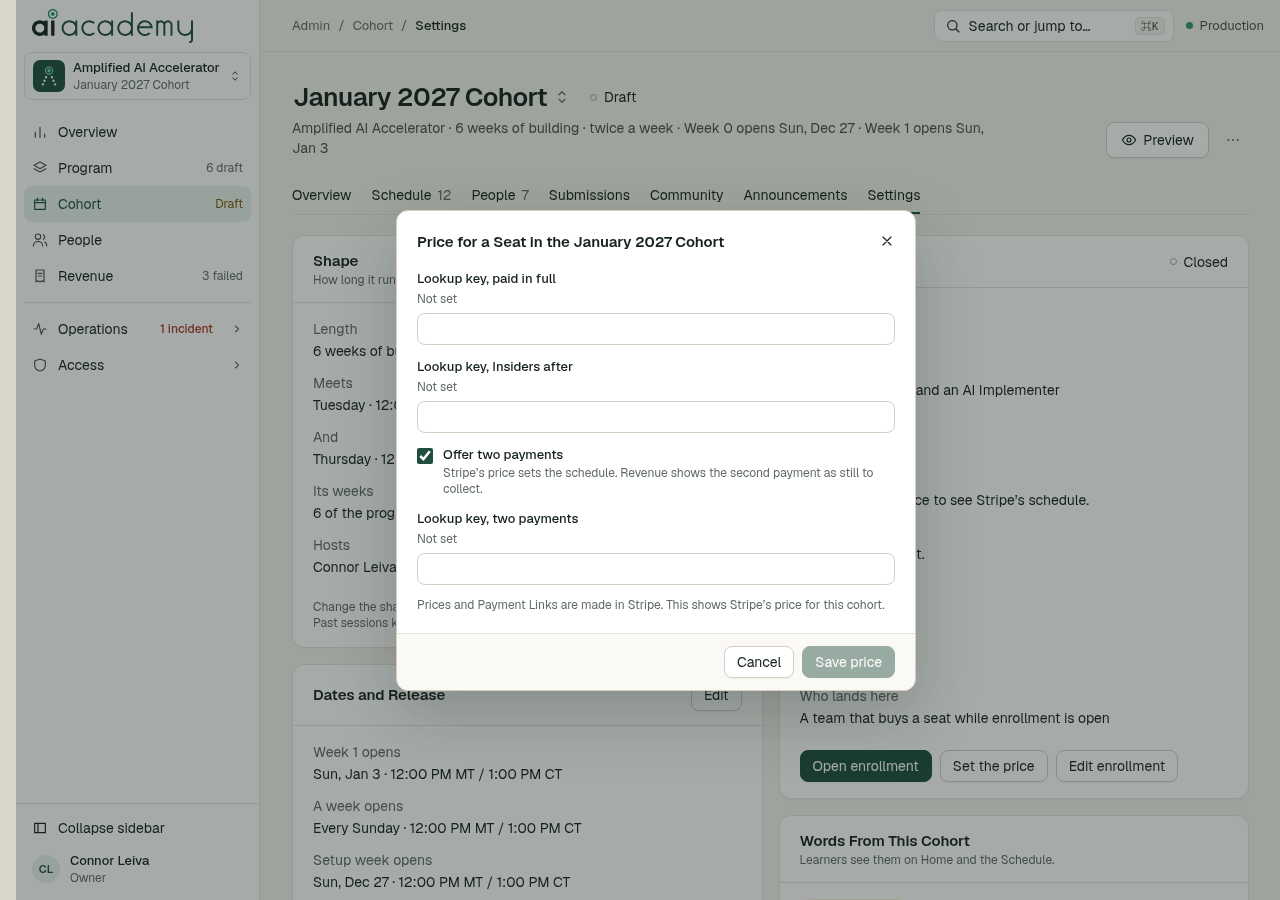 ai academy
Admin / Cohort / Settings
Search or jump to…
⌘K
Production
Amplified AI Accelerator
January 2027 Cohort
Overview
Program
6 draft
Cohort
Draft
People
Revenue
3 failed
Operations
1 incident
Access
Collapse sidebar
CL
Connor Leiva
Owner
January 2027 Cohort
Draft
Amplified AI Accelerator · 6 weeks of building · twice a week · Week 0 opens Sun, Dec 27 · Week 1 opens Sun,
Jan 3
Preview
Overview
Schedule 12
People 7
Submissions
Community
Announcements
Settings
Shape
How long it run
Length
6 weeks of b
Meets
Tuesday · 12:0
And
Thursday · 12
Its weeks
6 of the prog
Hosts
Connor Leiva
Change the sha
Past sessions k
Closed
and an AI Implementer
ce to see Stripe’s schedule.
t.
Price for a Seat in the January 2027 Cohort
Lookup key, paid in full
Not set
Lookup key, Insiders after
Not set
Offer two payments
Stripe’s price sets the schedule. Revenue shows the second payment as still to
collect.
Lookup key, two payments
Not set
Prices and Payment Links are made in Stripe. This shows Stripe’s price for this cohort.
Cancel
Save price
Dates and Release
Edit
Week 1 opens
Sun, Jan 3 · 12:00 PM MT / 1:00 PM CT
A week opens
Every Sunday · 12:00 PM MT / 1:00 PM CT
Setup week opens
Sun, Dec 27 · 12:00 PM MT / 1:00 PM CT
Who lands here
A team that buys a seat while enrollment is open
Open enrollment
Set the price
Edit enrollment
Words From This Cohort
Learners see them on Home and the Schedule.